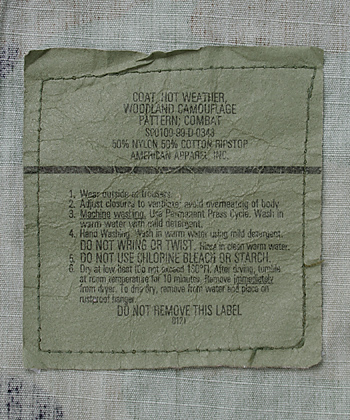 COAT, HOT WEATHER,
WOODLAND CAMOUFLAGE
PATTERN; COMBAT
SPO100-99-D-0343
50% NYLON 50% COTTON RIPSTOP
AMERICAN APPAREL, INC.
1. Wear outside of trousers.
2. Adjust closures to ventilate; avoid overheating of body
3. Machine washing. Use Permanent Press Cycle. Wash in
warm water with mild detergent.
4. Hand Washing. Wash in warm water using mild detergent.
DO NOT WRING OR TWIST. Rinse in clean warm water.
5. DO NOT USE CHLORINE BLEACH OR STARCH.
6. Dry at low heat (Do not exceed 130°F). After drying, tumble
at room temperature for 10 minutes. Remove immediately
from dryer. To drip dry, remove from water and place on
rustproof hanger.
DO NOT REMOVE THIS LABEL